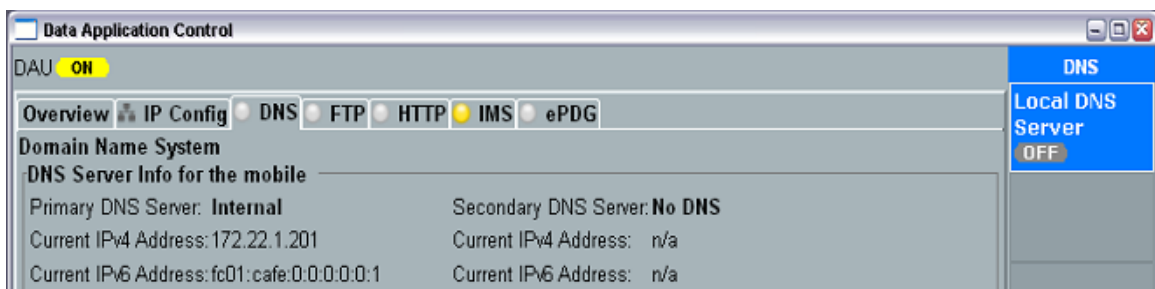 Data Application Control
DAU ON
DNS
Overview IP Config DNS FTP HTTP IMS ePDG
Local DNS
Server
OFF
Domain Name System
DNS Server Info for the mobile
Primary DNS Server: Internal Secondary DNS Server: No DNS
Current IPv4 Address: 172.22.1.201 Current IPv4 Address: n/a
Current IPv6 Address: fc01:cafe:0:0:0:0:0:1 Current IPv6 Address: n/a